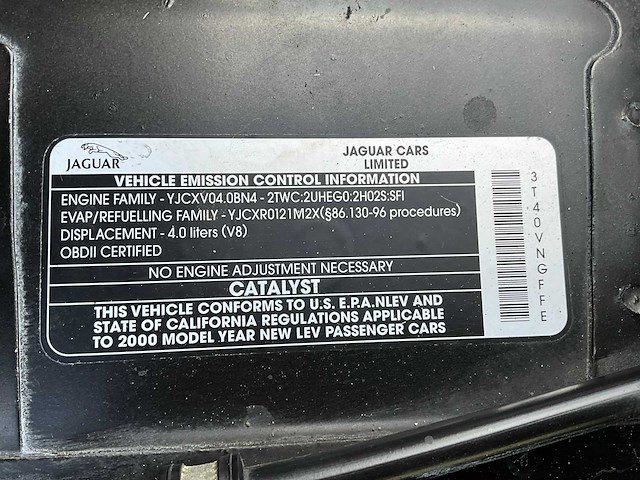 JAGUAR
JAGUAR CARS
LIMITED
VEHICLE EMISSION CONTROL INFORMATION
ENGINE FAMILY - YJCXV04.0BN4 - 2TWC:2UHEGO:2HO2S:SFI
EVAP/REFUELLING FAMILY - YJCXR0121M2X(§86.130-96 procedures)
DISPLACEMENT - 4.0 liters (V8)
OBDII CERTIFIED
NO ENGINE ADJUSTMENT NECESSARY
CATALYST
THIS VEHICLE CONFORMS TO U.S. E.P.A.NLEV AND
STATE OF CALIFORNIA REGULATIONS APPLICABLE
TO 2000 MODEL YEAR NEW LEV PASSENGER CARS
3T40VNGFFE